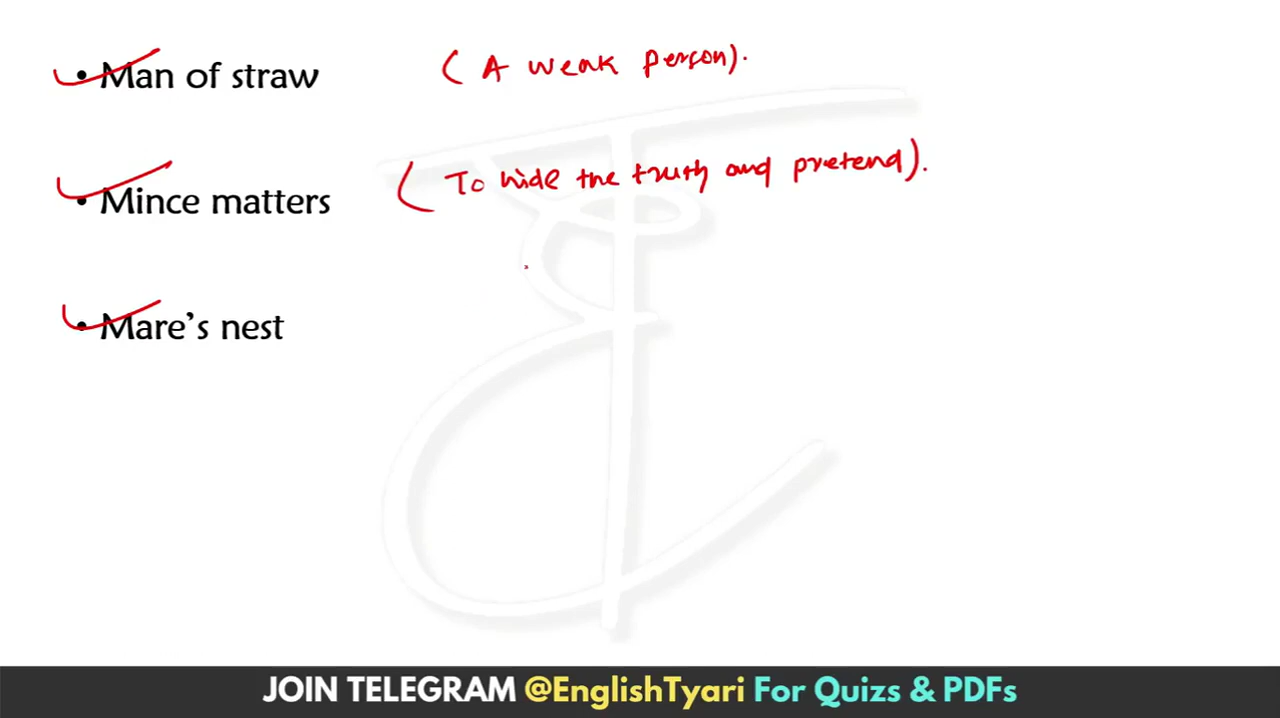 • Man of straw (A weak person).
• Mince matters (To hide the truth and pretend).
• Mare's nest
JOIN TELEGRAM @EnglishTyari For Quizs & PDFs